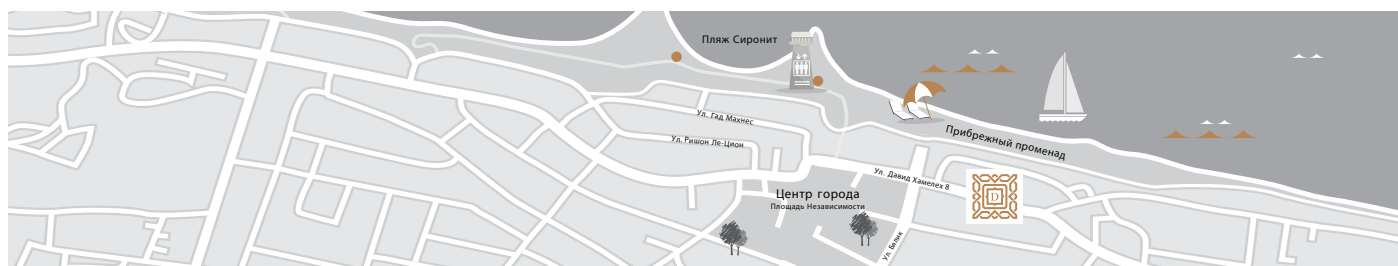 Пляж Сиронит
Ул. Гад Махнес
Прибрежный променад
Ул. Ришон Ле-Цион
Ул. Давид Хамелех 8
Центр города
Площадь Независимости
D
Ул. Бялик